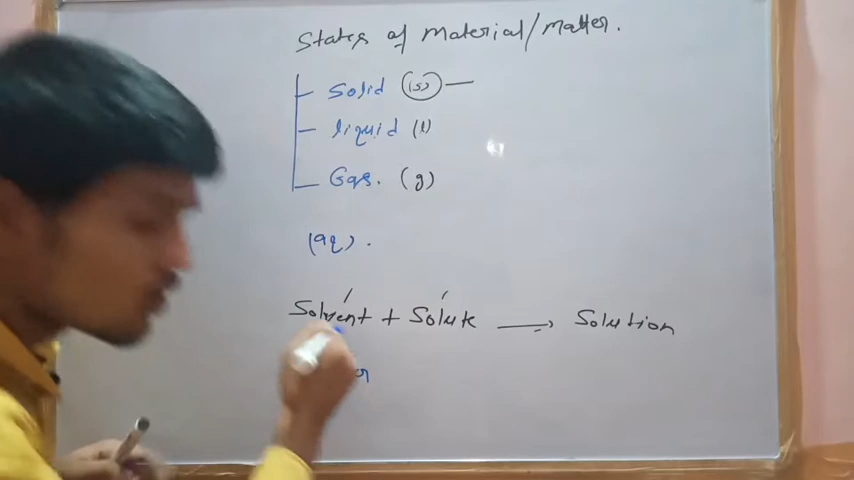 States of Material/matter.
Solid (s) —
liquid (l)
Gas. (g)
(aq).
Solvent + Solute → Solution